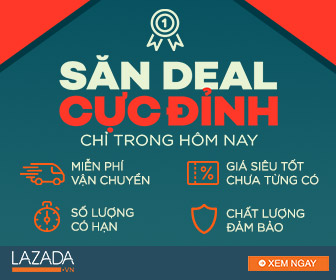 1
SĂN DEAL
CỰC ĐỈNH
CHỈ TRONG HÔM NAY
MIỄN PHÍ
VẬN CHUYỂN
GIÁ SIÊU TỐT
CHƯA TỪNG CÓ
SỐ LƯỢNG
CÓ HẠN
CHẤT LƯỢNG
ĐẢM BẢO
LAZADA
.VN
XEM NGAY